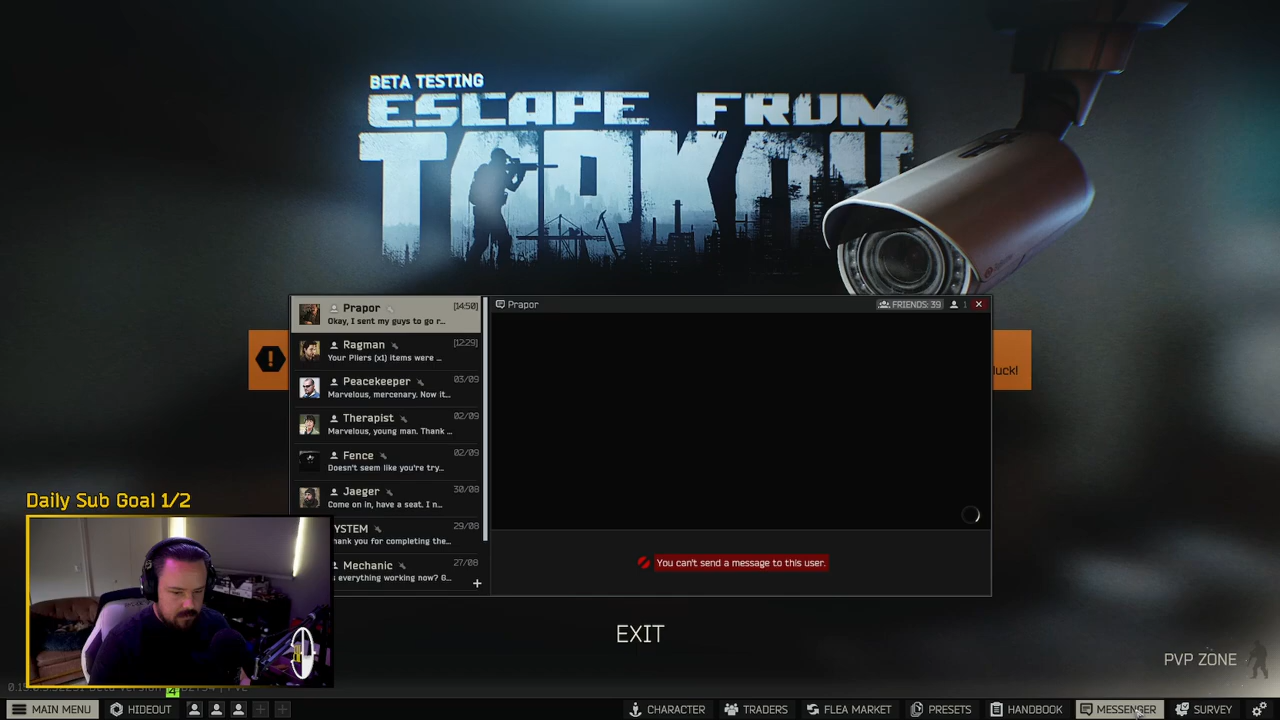 BETA TESTING
ESCAPE FROM
TARKOV
Prapor
[14:50]
Okay, I sent my guys to go r...
Ragman
[12:29]
Your Pliers (x1) items were ...
Peacekeeper
03/09
Marvelous, mercenary. Now it...
Therapist
02/09
Marvelous, young man. Thank ...
Fence
02/09
Doesn't seem like you're try...
Jaeger
30/08
Come on in, have a seat. I n...
YSTEM
29/08
hank you for completing the...
Mechanic
27/08
s everything working now? G...
+
Prapor
FRIENDS: 39
1
You can't send a message to this user.
luck!
Daily Sub Goal 1/2
EXIT
PVP ZONE
MAIN MENU
HIDEOUT
CHARACTER
TRADERS
FLEA MARKET
PRESETS
HANDBOOK
MESSENGER
SURVEY